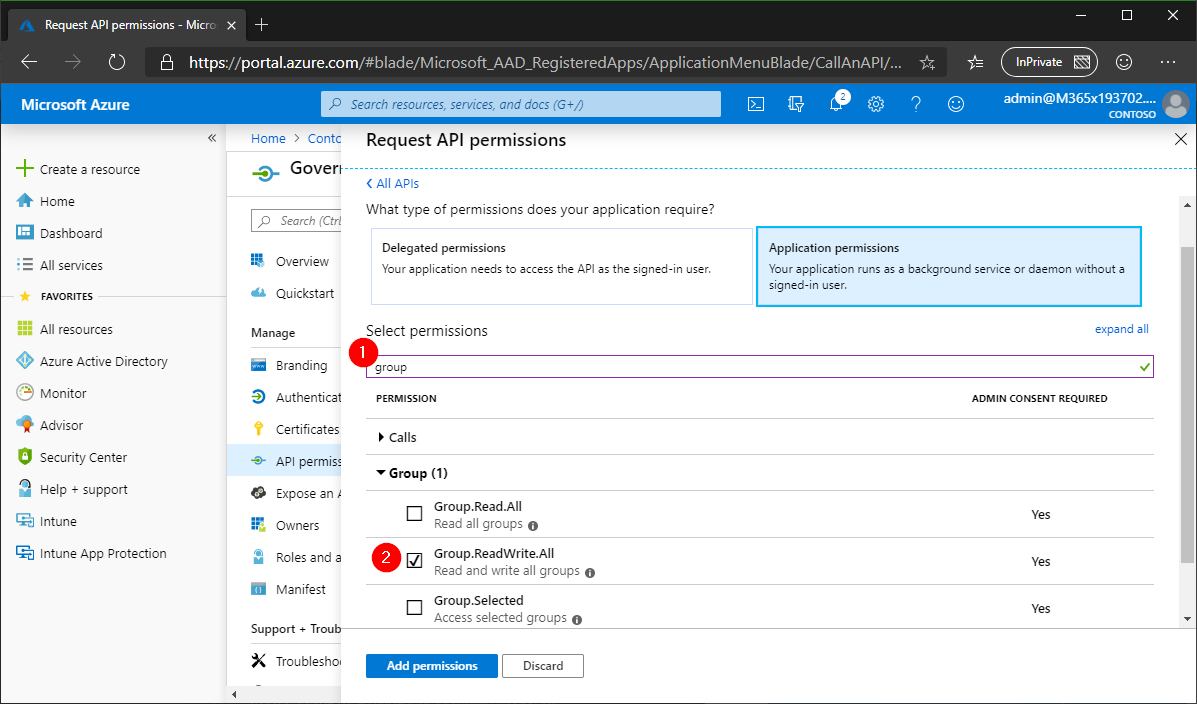 Request API permissions - Micro
https://portal.azure.com/#blade/Microsoft_AAD_RegisteredApps/ApplicationMenuBlade/CallAnAPI/...
InPrivate
Microsoft Azure
Search resources, services, and docs (G+/)
2
admin@M365x193702....
CONTOSO
Create a resource
Home
Dashboard
All services
FAVORITES
All resources
Azure Active Directory
Monitor
Advisor
Security Center
Help + support
Intune
Intune App Protection
Home > Conto
Govern
Search (Ctrl
Overview
Quickstart
Manage
Branding
Authenticat
Certificates
API permiss
Expose an A
Owners
Roles and a
Manifest
Support + Troub
Troublesho
Request API permissions
All APIs
What type of permissions does your application require?
Delegated permissions
Your application needs to access the API as the signed-in user.
Application permissions
Your application runs as a background service or daemon without a
signed-in user.
Select permissions
expand all
1
group
PERMISSION
ADMIN CONSENT REQUIRED
Calls
Group (1)
Group.Read.All
Read all groups
Yes
2
Group.ReadWrite.All
Read and write all groups
Yes
Group.Selected
Access selected groups
Yes
Add permissions
Discard